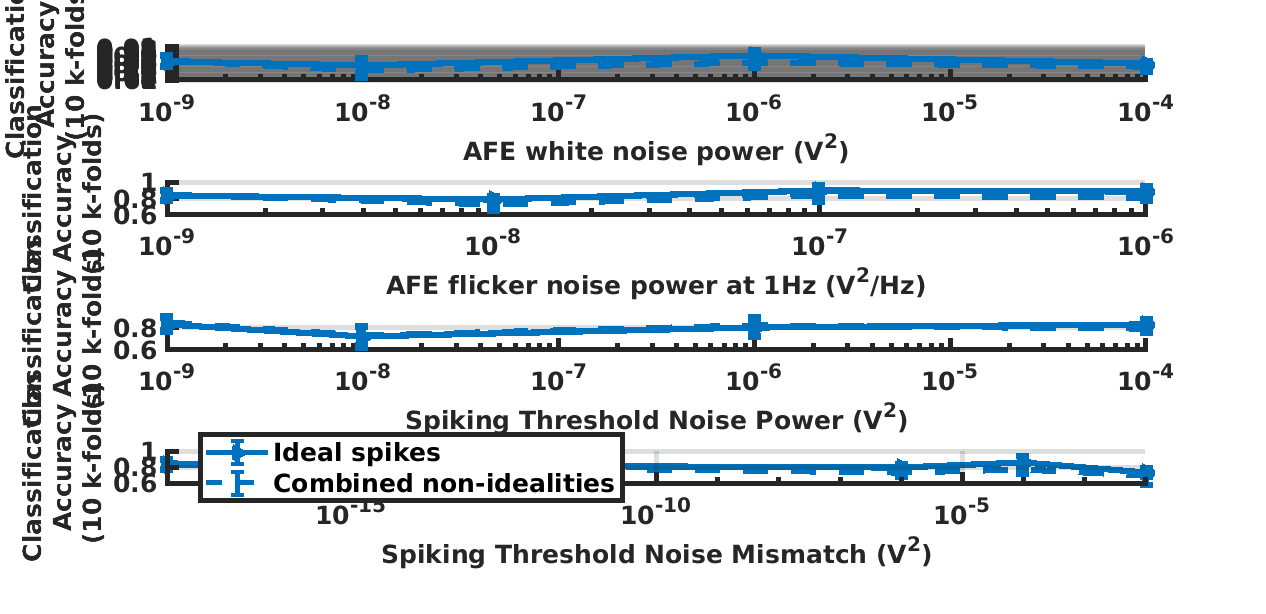 Classification
Accuracy
(10 k-folds)
10^-9 10^-8 10^-7 10^-6 10^-5 10^-4
AFE white noise power (V^2)
Classification
Accuracy
(10 k-folds)
1
0.8
0.6
10^-9 10^-8 10^-7 10^-6
AFE flicker noise power at 1Hz (V^2/Hz)
Classification
Accuracy
(10 k-folds)
0.8
0.6
10^-9 10^-8 10^-7 10^-6 10^-5 10^-4
Spiking Threshold Noise Power (V^2)
Classification
Accuracy
(10 k-folds)
1
0.8
0.6
Ideal spikes
Combined non-idealities
10^-15 10^-10 10^-5
Spiking Threshold Noise Mismatch (V^2)